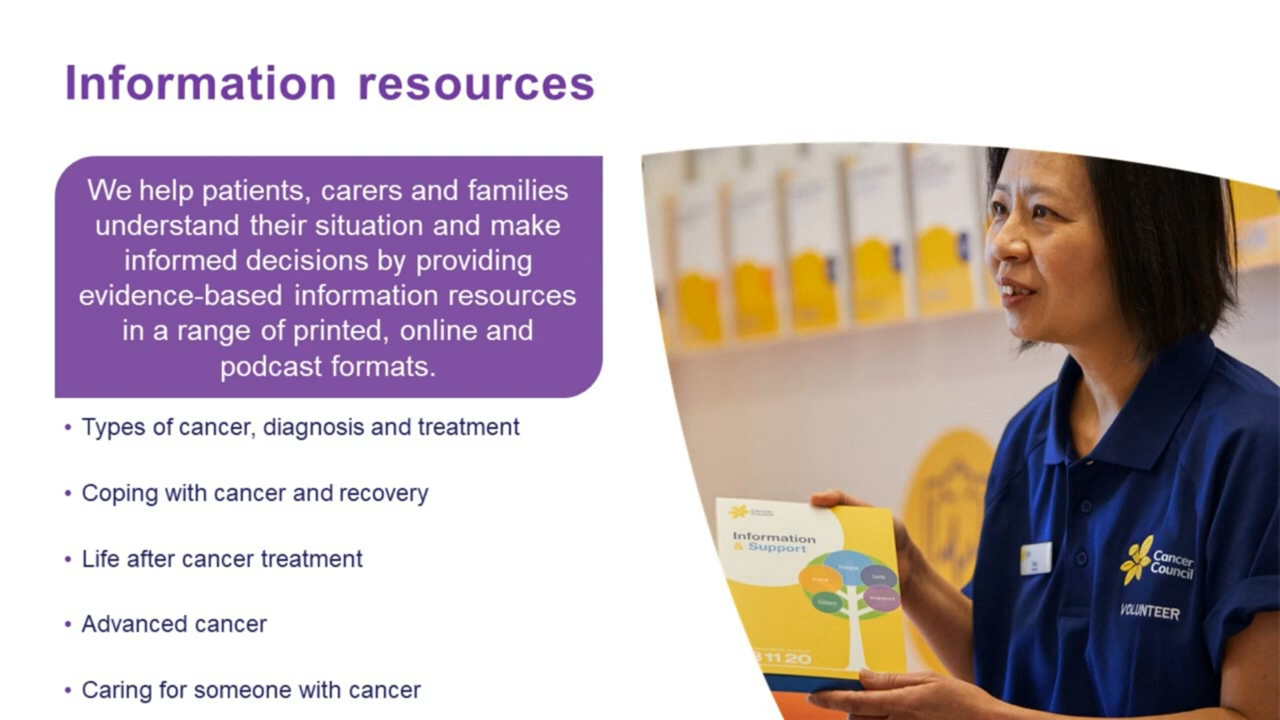 Information resources
We help patients, carers and families
understand their situation and make
informed decisions by providing
evidence-based information resources
in a range of printed, online and
podcast formats.
• Types of cancer, diagnosis and treatment
• Coping with cancer and recovery
• Life after cancer treatment
• Advanced cancer
• Caring for someone with cancer
Information
& Support
11 20
Cancer
Council
VOLUNTEER